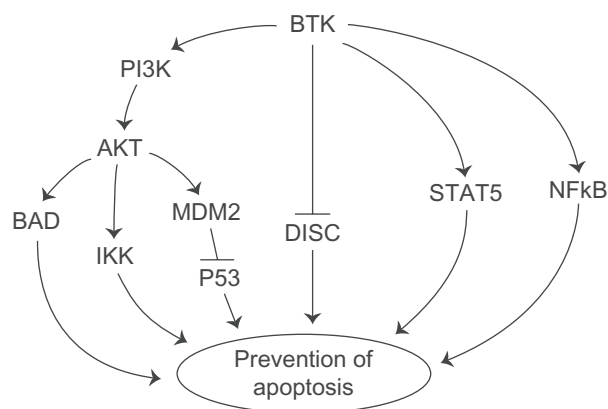 BTK
PI3K
AKT
STAT5
NFkB
BAD
MDM2
DISC
IKK
P53
Prevention of
apoptosis